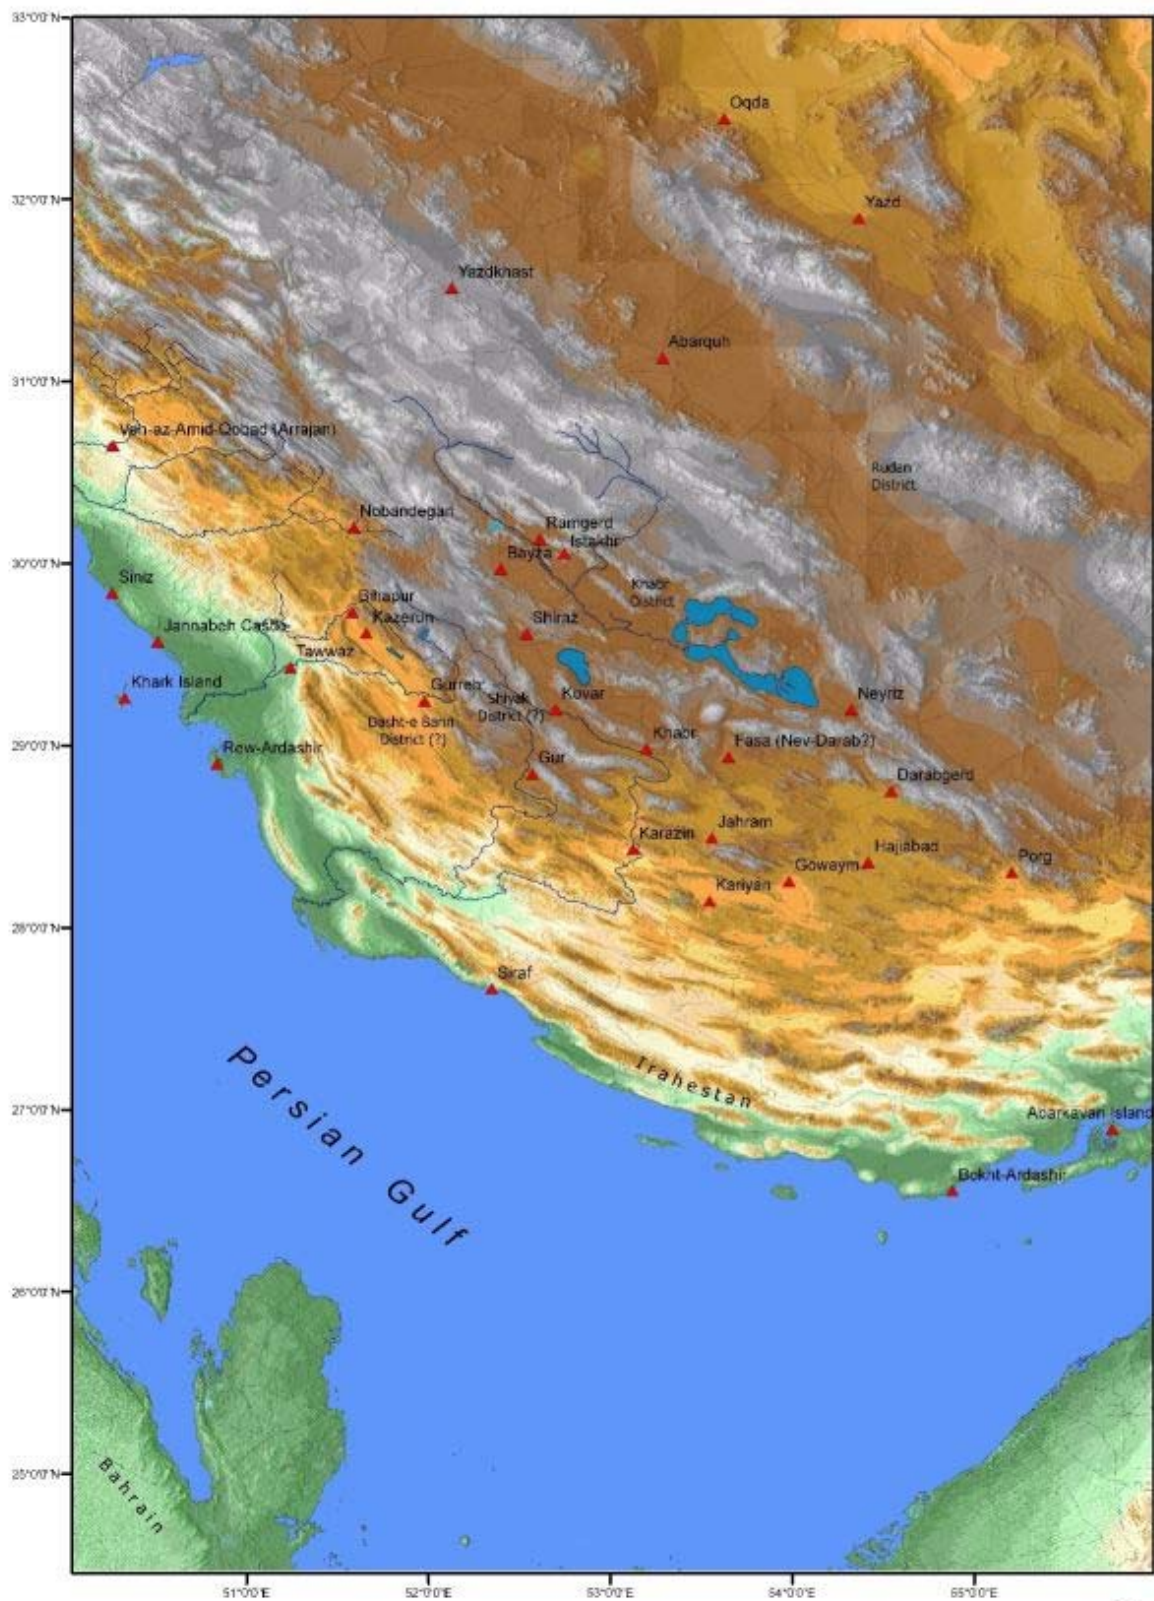 33°0'0"N
Oqda
32°0'0"N
Yazd
Yazdkhast
Abarquh
31°0'0"N
Veh-az-Amid-Qobad (Arrajan)
Rudan
District
Nobandegan
Ramgerd
Istakhr
Bayza
30°0'0"N
Siniz
Bihapur
Khabr
District
Kazerun
Shiraz
Jannabeh Castle
Tawwaz
Khark Island
Gurreh
Shiyak
District (?)
Kovar
Neyriz
Dasht-e Barin
District (?)
29°0'0"N
Rew-Ardashir
Khabr
Fasa (Nev-Darab?)
Gur
Darabgerd
Karazin
Jahram
Hajiabad
Gowaym
Porg
Kariyan
28°0'0"N
Siraf
Persian Gulf
Irahestan
27°0'0"N
Abarkavan Island
Bokht-Ardashir
26°0'0"N
25°0'0"N
Bahrain
51°0'0"E
52°0'0"E
53°0'0"E
54°0'0"E
55°0'0"E